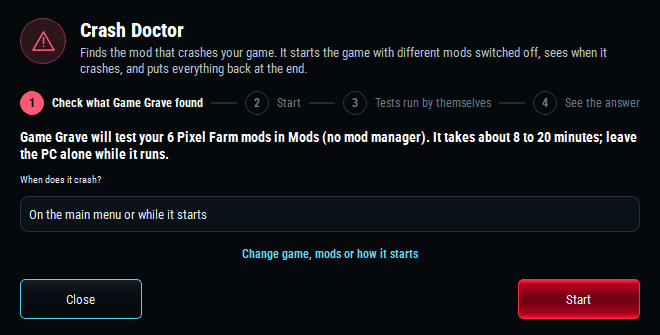 Crash Doctor
Finds the mod that crashes your game. It starts the game with different mods switched off, sees when it
crashes, and puts everything back at the end.
1 Check what Game Grave found 2 Start 3 Tests run by themselves 4 See the answer
Game Grave will test your 6 Pixel Farm mods in Mods (no mod manager). It takes about 8 to 20 minutes; leave
the PC alone while it runs.
When does it crash?
On the main menu or while it starts
Change game, mods or how it starts
Close Start